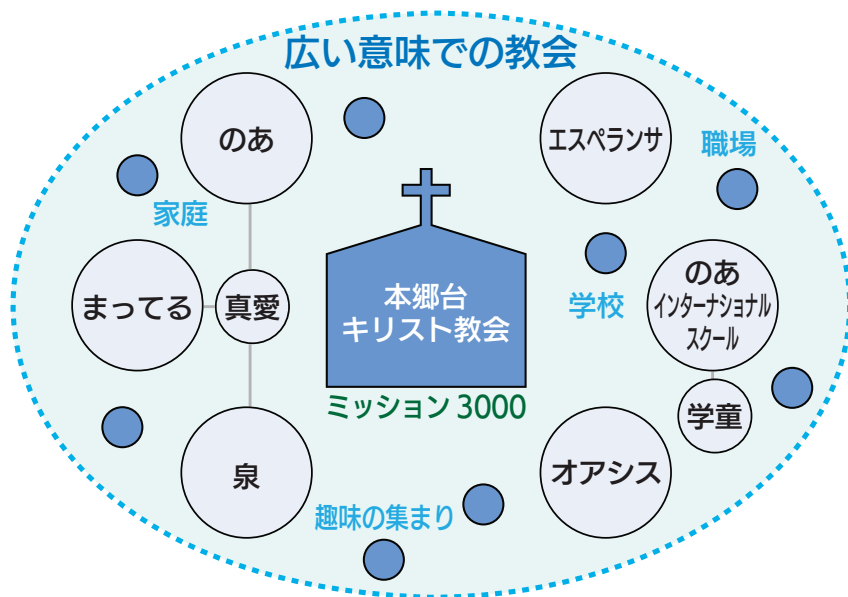 広い意味での教会
のあ
エスペランサ
職場
家庭
まってる
真愛
本郷台
キリスト教会
学校
のあ
インターナショナル
スクール
ミッション 3000
学童
泉
オアシス
趣味の集まり